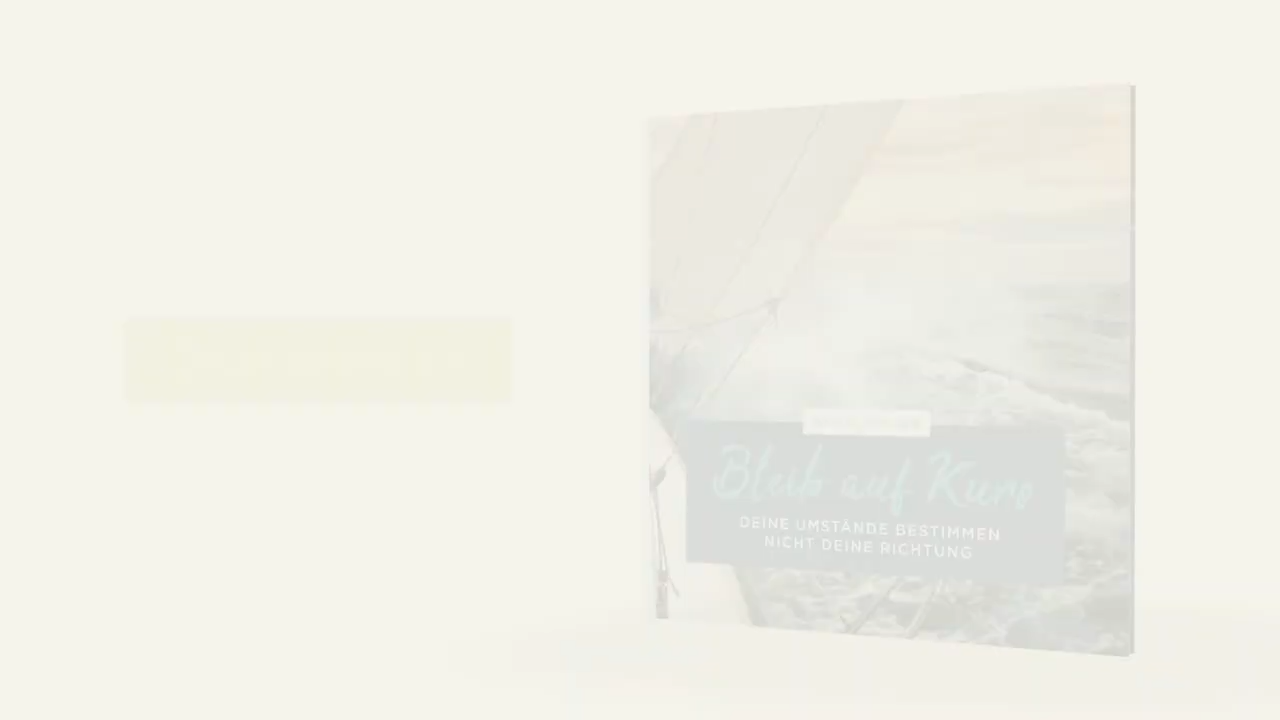 Bleib auf Kurs
DEINE UMSTÄNDE BESTIMMEN
NICHT DEINE RICHTUNG